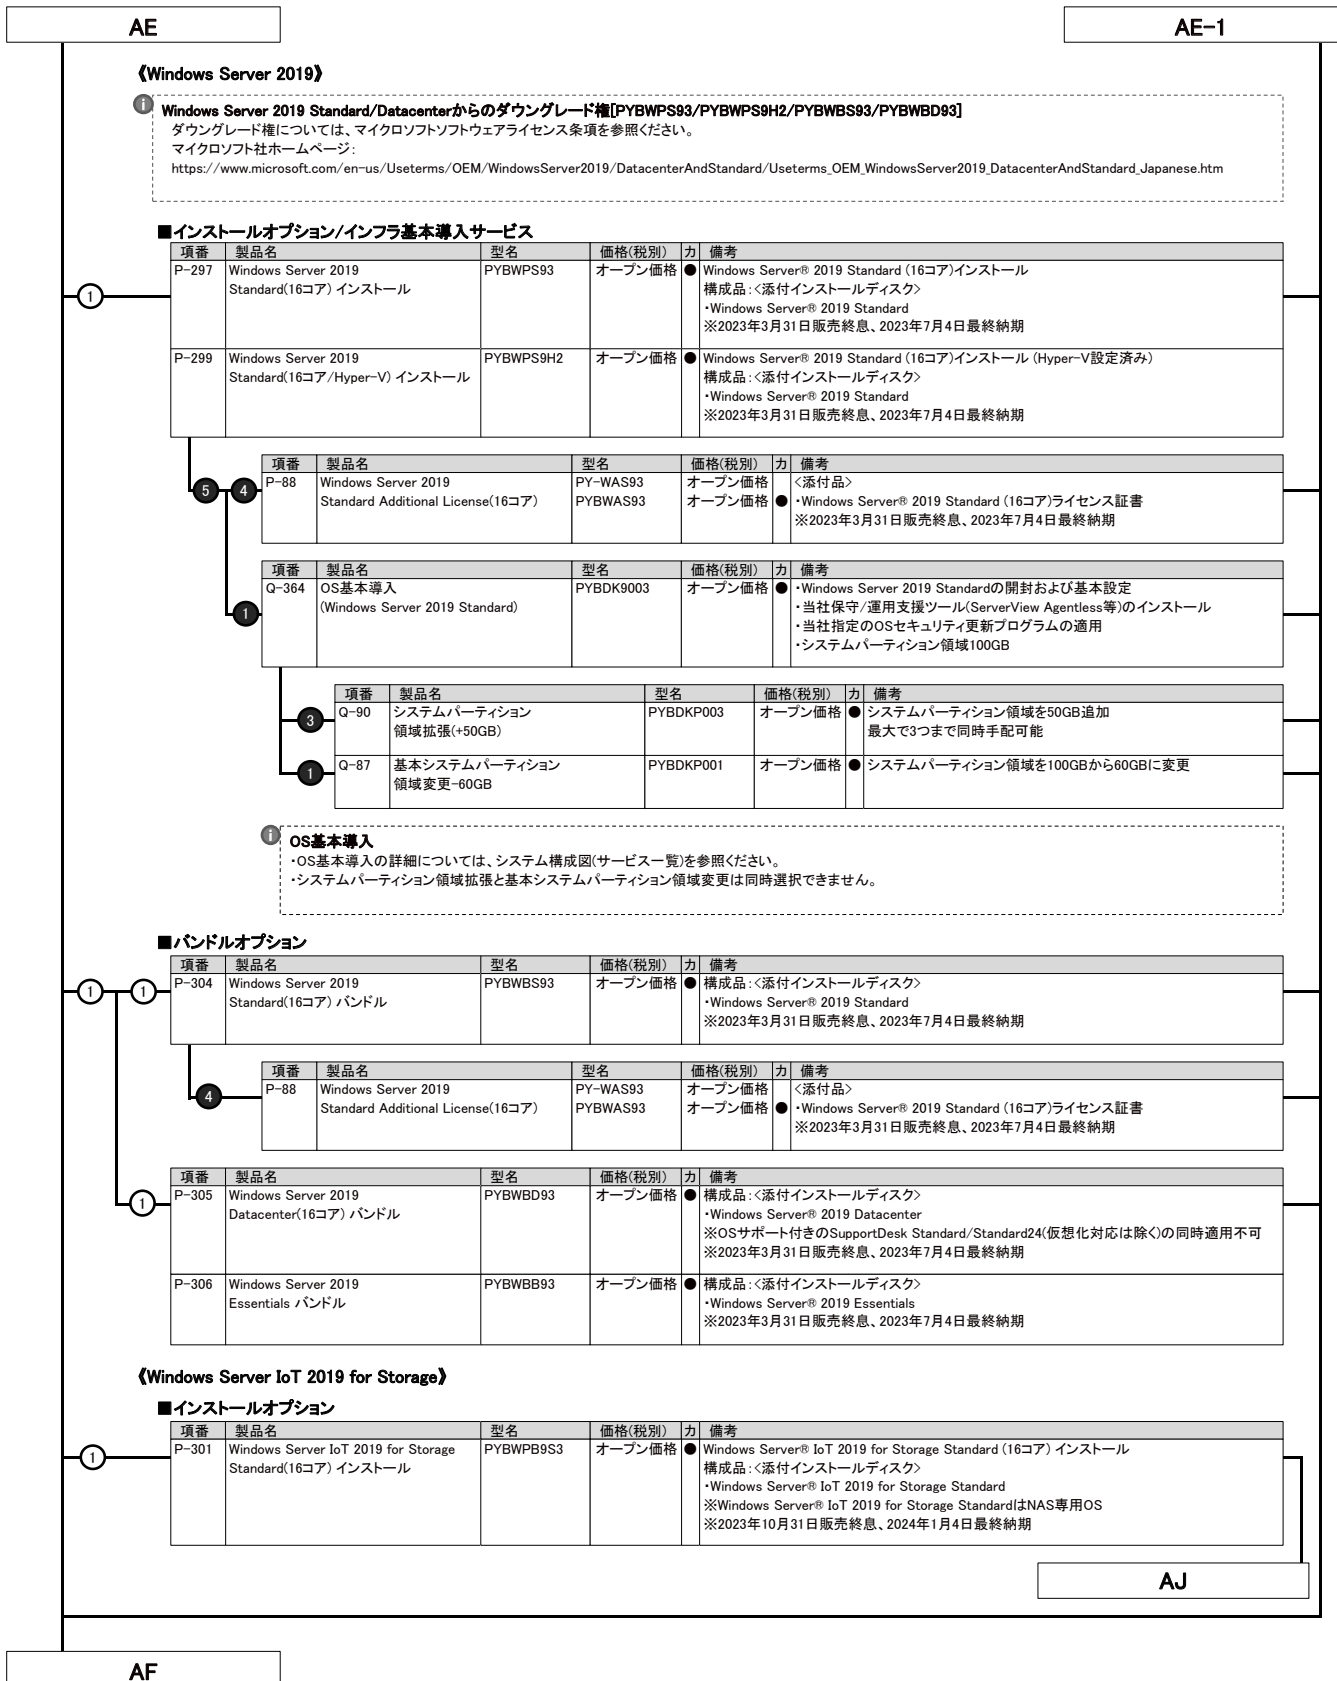 AE
AE-1
《Windows Server 2019》
i
Windows Server 2019 Standard/Datacenterからのダウングレード権[PYBWPS93/PYBWPS9H2/PYBWBS93/PYBWBD93]
ダウングレード権については、マイクロソフトソフトウェアライセンス条項を参照ください。
マイクロソフト社ホームページ:
https://www.microsoft.com/en-us/Useterms/OEM/WindowsServer2019/DatacenterAndStandard/Useterms_OEM_WindowsServer2019_DatacenterAndStandard_Japanese.htm
■インストールオプション/インフラ基本導入サービス
項番 製品名 型名 価格(税別) カ 備考
1
P-297 Windows Server 2019 PYBWPS93 オープン価格 ● Windows Server® 2019 Standard (16コア)インストール
Standard(16コア) インストール 構成品:<添付インストールディスク>
・Windows Server® 2019 Standard
※2023年3月31日販売終息、2023年7月4日最終納期
P-299 Windows Server 2019 PYBWPS9H2 オープン価格 ● Windows Server® 2019 Standard (16コア)インストール (Hyper-V設定済み)
Standard(16コア/Hyper-V) インストール 構成品:<添付インストールディスク>
・Windows Server® 2019 Standard
※2023年3月31日販売終息、2023年7月4日最終納期
項番 製品名 型名 価格(税別) カ 備考
5 4
P-88 Windows Server 2019 PY-WAS93 オープン価格 <添付品>
Standard Additional License(16コア) PYBWAS93 オープン価格 ● ・Windows Server® 2019 Standard (16コア)ライセンス証書
※2023年3月31日販売終息、2023年7月4日最終納期
項番 製品名 型名 価格(税別) カ 備考
1
Q-364 OS基本導入 PYBDK9003 オープン価格 ● ・Windows Server 2019 Standardの開封および基本設定
(Windows Server 2019 Standard) ・当社保守/運用支援ツール(ServerView Agentless等)のインストール
・当社指定のOSセキュリティ更新プログラムの適用
・システムパーティション領域100GB
項番 製品名 型名 価格(税別) カ 備考
3
Q-90 システムパーティション PYBDKP003 オープン価格 ● システムパーティション領域を50GB追加
領域拡張(+50GB) 最大で3つまで同時手配可能
1
Q-87 基本システムパーティション PYBDKP001 オープン価格 ● システムパーティション領域を100GBから60GBに変更
領域変更-60GB
i
OS基本導入
・OS基本導入の詳細については、システム構成図(サービス一覧)を参照ください。
・システムパーティション領域拡張と基本システムパーティション領域変更は同時選択できません。
■バンドルオプション
項番 製品名 型名 価格(税別) カ 備考
1 1
P-304 Windows Server 2019 PYBWBS93 オープン価格 ● 構成品:<添付インストールディスク>
Standard(16コア) バンドル ・Windows Server® 2019 Standard
※2023年3月31日販売終息、2023年7月4日最終納期
項番 製品名 型名 価格(税別) カ 備考
4
P-88 Windows Server 2019 PY-WAS93 オープン価格 <添付品>
Standard Additional License(16コア) PYBWAS93 オープン価格 ● ・Windows Server® 2019 Standard (16コア)ライセンス証書
※2023年3月31日販売終息、2023年7月4日最終納期
項番 製品名 型名 価格(税別) カ 備考
1
P-305 Windows Server 2019 PYBWBD93 オープン価格 ● 構成品:<添付インストールディスク>
Datacenter(16コア) バンドル ・Windows Server® 2019 Datacenter
※OSサポート付きのSupportDesk Standard/Standard24(仮想化対応は除く)の同時適用不可
※2023年3月31日販売終息、2023年7月4日最終納期
P-306 Windows Server 2019 PYBWBB93 オープン価格 ● 構成品:<添付インストールディスク>
Essentials バンドル ・Windows Server® 2019 Essentials
※2023年3月31日販売終息、2023年7月4日最終納期
《Windows Server IoT 2019 for Storage》
■インストールオプション
項番 製品名 型名 価格(税別) カ 備考
1
P-301 Windows Server IoT 2019 for Storage PYBWPB9S3 オープン価格 ● Windows Server® IoT 2019 for Storage Standard (16コア) インストール
Standard(16コア) インストール 構成品:<添付インストールディスク>
・Windows Server® IoT 2019 for Storage Standard
※Windows Server® IoT 2019 for Storage StandardはNAS専用OS
※2023年10月31日販売終息、2024年1月4日最終納期
AJ
AF